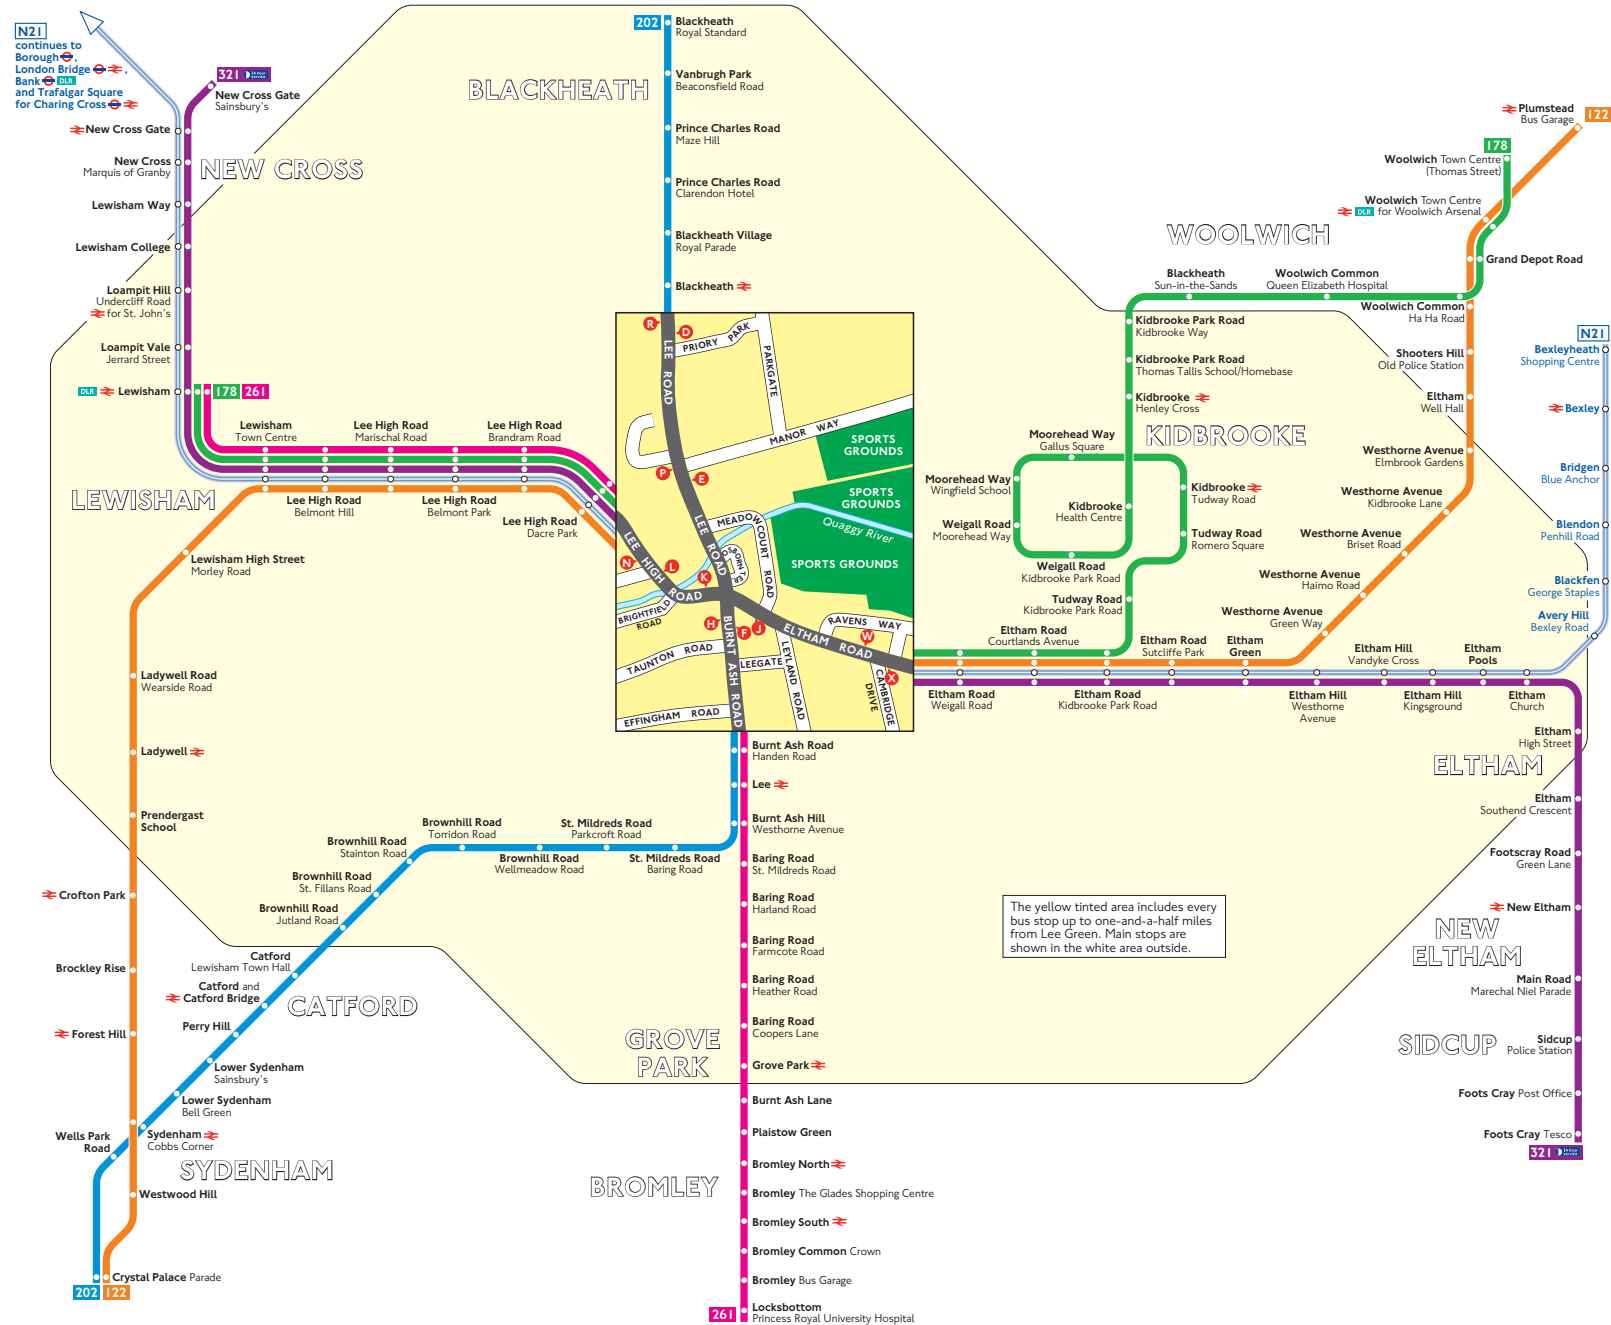 N21
continues to
Borough
London Bridge
Bank DLR
and Trafalgar Square
for Charing Cross
321 24 hour service
New Cross Gate
Sainsbury's
New Cross Gate
New Cross
Marquis of Granby
NEW CROSS
Lewisham Way
Lewisham College
Loampit Hill
Undercliff Road
for St. John's
Loampit Vale
Jerrard Street
DLR Lewisham
178 261
Lewisham
Town Centre
Lee High Road
Marischal Road
Lee High Road
Brandram Road
LEWISHAM
Lee High Road
Belmont Hill
Lee High Road
Belmont Park
Lee High Road
Dacre Park
Lewisham High Street
Morley Road
Ladywell Road
Wearside Road
Ladywell
Prendergast
School
Crofton Park
Brockley Rise
Forest Hill
Wells Park
Road
Westwood Hill
Crystal Palace Parade
202 122
202
Blackheath
Royal Standard
BLACKHEATH
Vanbrugh Park
Beaconsfield Road
Prince Charles Road
Maze Hill
Prince Charles Road
Clarendon Hotel
Blackheath Village
Royal Parade
Blackheath
R
D
PRIORY PARK
LEE ROAD
PARKGATE
MANOR WAY
SPORTS
GROUNDS
P
E
SPORTS
GROUNDS
Quaggy River
MEADOWCOURT ROAD
LEE ROAD
OSBORN TER
SPORTS GROUNDS
N
L
K
LEE HIGH ROAD
BRIGHTFIELD
ROAD
H
F
J
ELTHAM ROAD
RAVENS WAY
W
TAUNTON ROAD
LEEGATE
BURNT ASH ROAD
LEYLAND ROAD
X
CAMBRIDGE
DRIVE
EFFINGHAM ROAD
Burnt Ash Road
Handen Road
Lee
Burnt Ash Hill
Westhorne Avenue
Baring Road
St. Mildreds Road
Baring Road
Harland Road
Baring Road
Farmcote Road
Baring Road
Heather Road
Baring Road
Coopers Lane
GROVE
PARK
Grove Park
Burnt Ash Lane
Plaistow Green
Bromley North
BROMLEY
Bromley The Glades Shopping Centre
Bromley South
Bromley Common Crown
Bromley Bus Garage
261
Locksbottom
Princess Royal University Hospital
St. Mildreds Road
Parkcroft Road
St. Mildreds Road
Baring Road
Brownhill Road
Torridon Road
Brownhill Road
Wellmeadow Road
Brownhill Road
Stainton Road
Brownhill Road
St. Fillans Road
Brownhill Road
Jutland Road
Catford
Lewisham Town Hall
Catford and
Catford Bridge
CATFORD
Perry Hill
Lower Sydenham
Sainsbury's
Lower Sydenham
Bell Green
Sydenham
Cobbs Corner
SYDENHAM
Plumstead
Bus Garage
122
178
Woolwich Town Centre
(Thomas Street)
Woolwich Town Centre
DLR for Woolwich Arsenal
WOOLWICH
Grand Depot Road
Blackheath
Sun-in-the-Sands
Woolwich Common
Queen Elizabeth Hospital
Woolwich Common
Ha Ha Road
Kidbrooke Park Road
Kidbrooke Way
Kidbrooke Park Road
Thomas Tallis School/Homebase
Kidbrooke
Henley Cross
KIDBROOKE
Moorehead Way
Gallus Square
Moorehead Way
Wingfield School
Weigall Road
Moorehead Way
Kidbrooke
Health Centre
Kidbrooke
Tudway Road
Tudway Road
Romero Square
Weigall Road
Kidbrooke Park Road
Tudway Road
Kidbrooke Park Road
Eltham Road
Courtlands Avenue
Eltham Road
Sutcliffe Park
Eltham
Green
Eltham Road
Weigall Road
Eltham Road
Kidbrooke Park Road
Shooters Hill
Old Police Station
Eltham
Well Hall
Westhorne Avenue
Elmbrook Gardens
Westhorne Avenue
Kidbrooke Lane
Westhorne Avenue
Briset Road
Westhorne Avenue
Haimo Road
Westhorne Avenue
Green Way
Eltham Hill
Vandyke Cross
Eltham
Pools
Eltham Hill
Westhorne
Avenue
Eltham Hill
Kingsground
Eltham
Church
N21
Bexleyheath
Shopping Centre
Bexley
Bridgen
Blue Anchor
Blendon
Penhill Road
Blackfen
George Staples
Avery Hill
Bexley Road
Eltham
High Street
ELTHAM
Eltham
Southend Crescent
Footscray Road
Green Lane
New Eltham
NEW
ELTHAM
Main Road
Marechal Niel Parade
SIDCUP
Sidcup
Police Station
Foots Cray Post Office
Foots Cray Tesco
321 24 hour service
The yellow tinted area includes every
bus stop up to one-and-a-half miles
from Lee Green. Main stops are
shown in the white area outside.